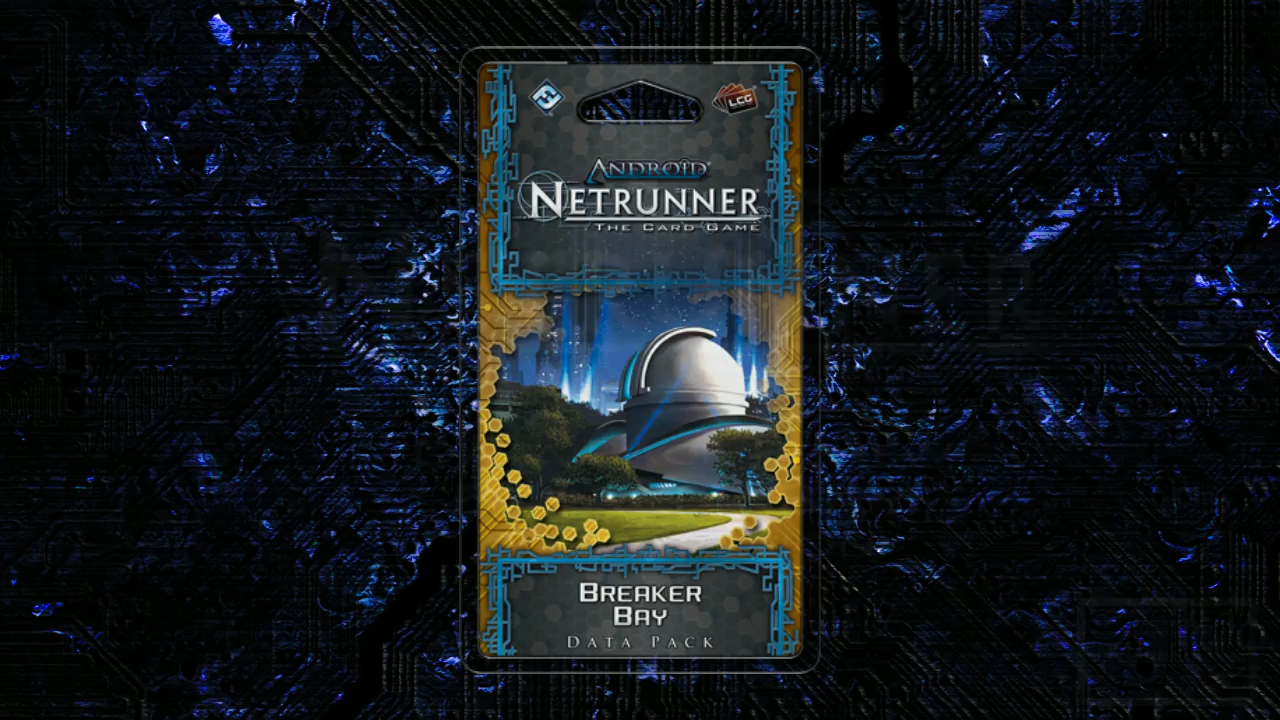 LCG
ANDROID
NETRUNNER
THE CARD GAME
BREAKER
BAY
DATA PACK